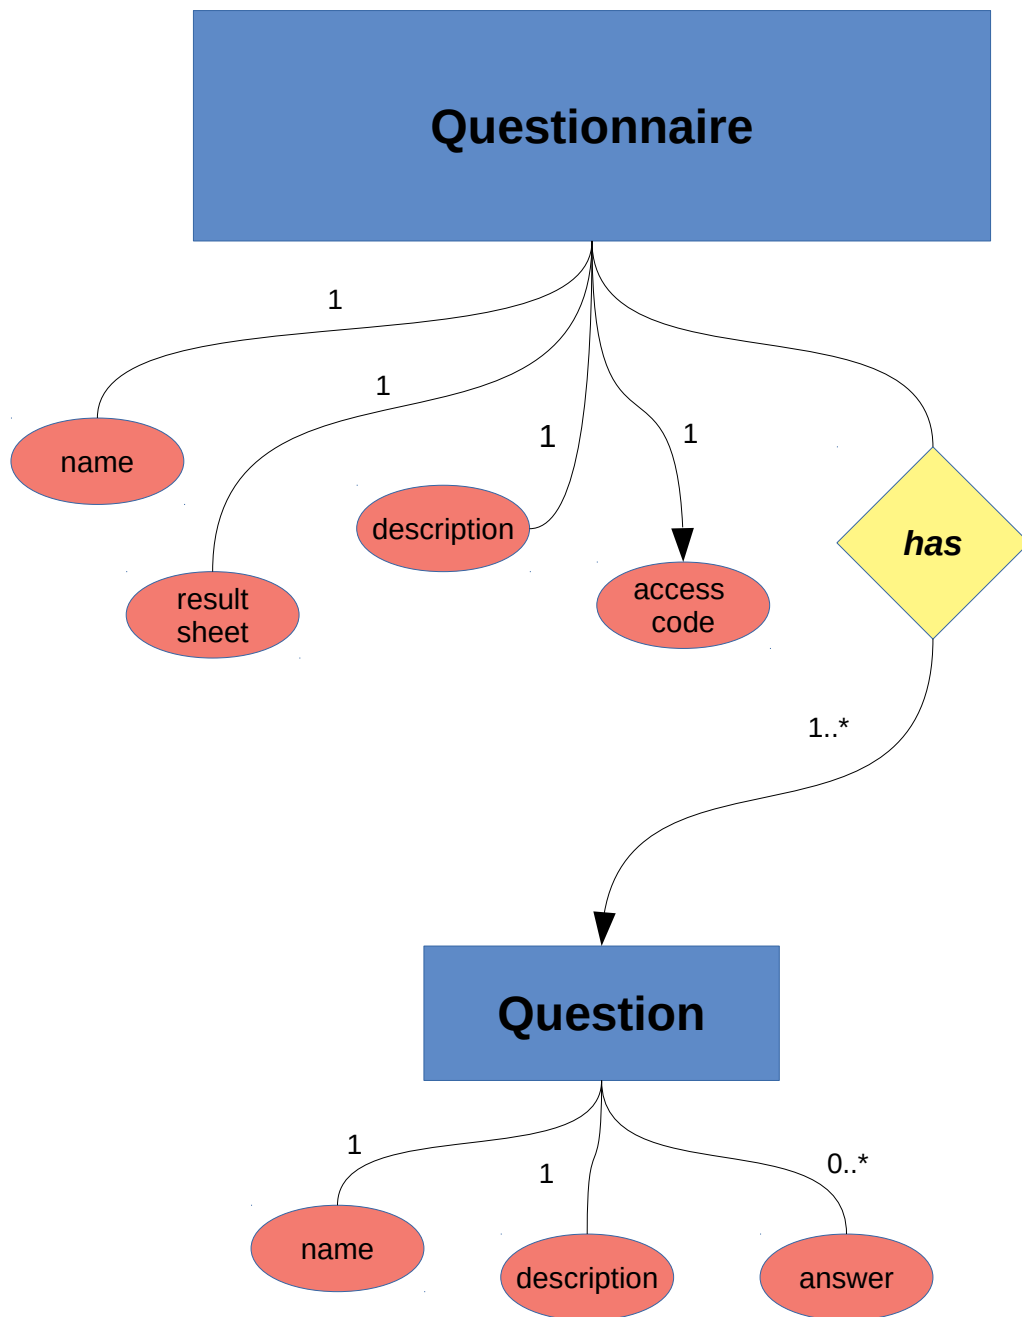 Questionnaire
1
1
1
1
name
description
has
result
sheet
access
code
1..*
Question
1
1
0..*
name
description
answer